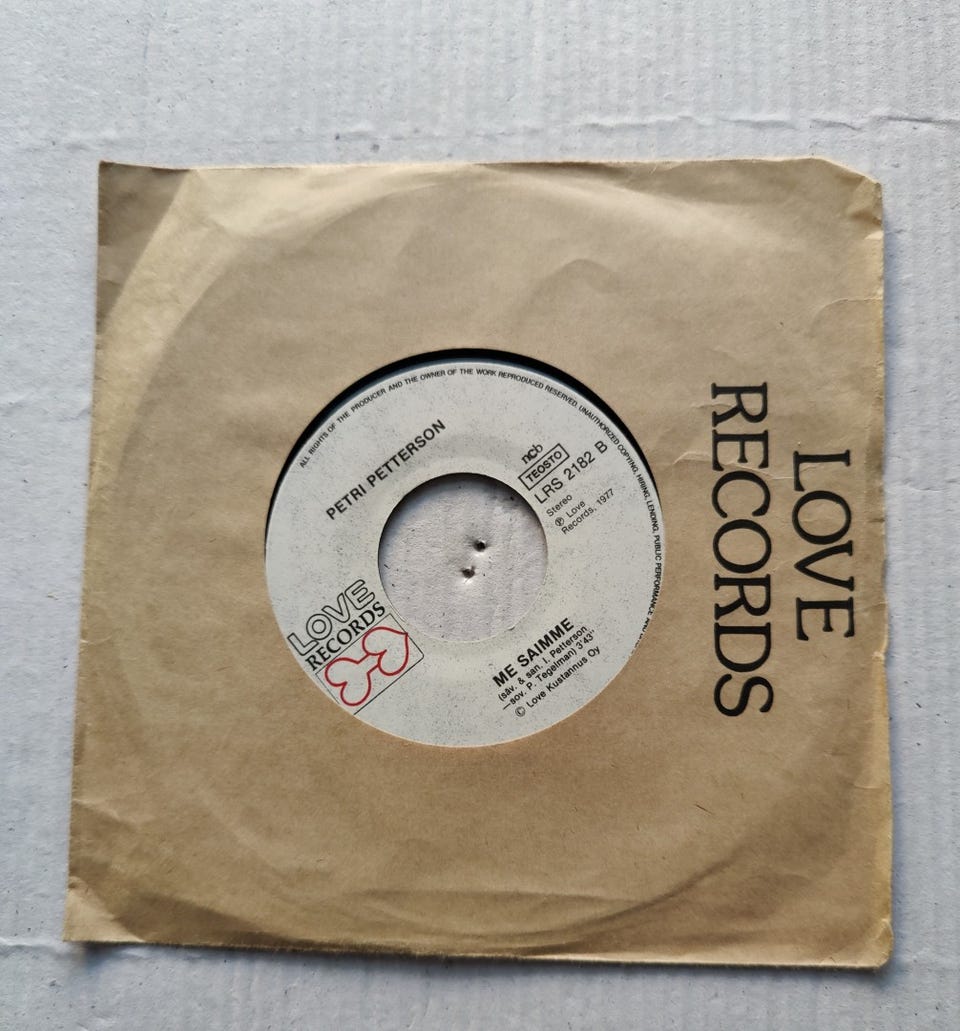 LOVE
RECORDS
ALL RIGHTS OF THE PRODUCER AND THE OWNER OF THE WORK REPRODUCED RESERVED. UNAUTHORIZED COPYING, HIRING, LENDING, PUBLIC PERFORMANCE, AND
PETRI PETTERSON
ncb
TEOSTO
LRS 2182 B
Stereo
Ⓟ Love
Records, 1977
LOVE
RECORDS
ME SAIMME
(säv. & san. I. Petterson
—sov. P. Tegelman) 3'43"
© Love Kustannus Oy